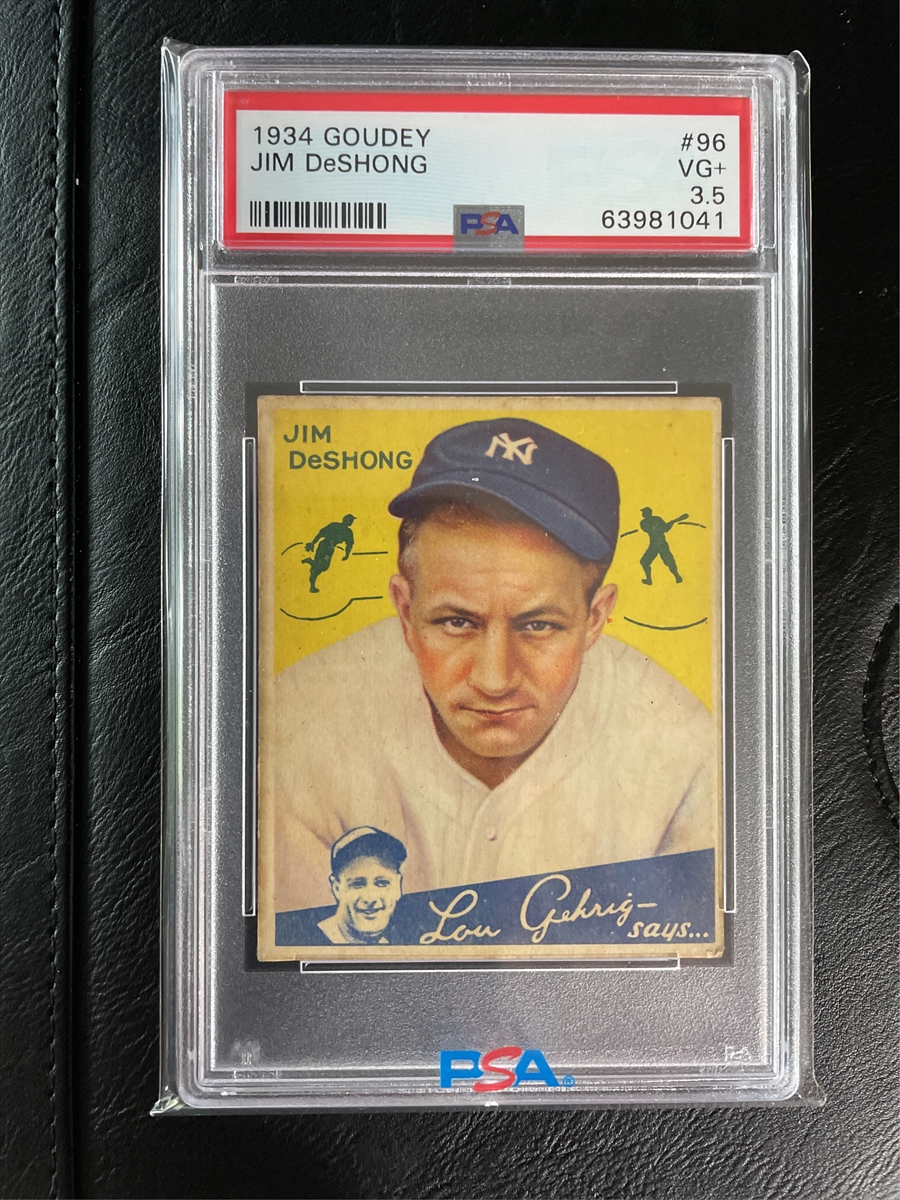 1934 GOUDEY #96
JIM DeSHONG VG+
3.5
PSA 63981041
JIM
DeSHONG
NY
Lou Gehrig—
says...
PSA®